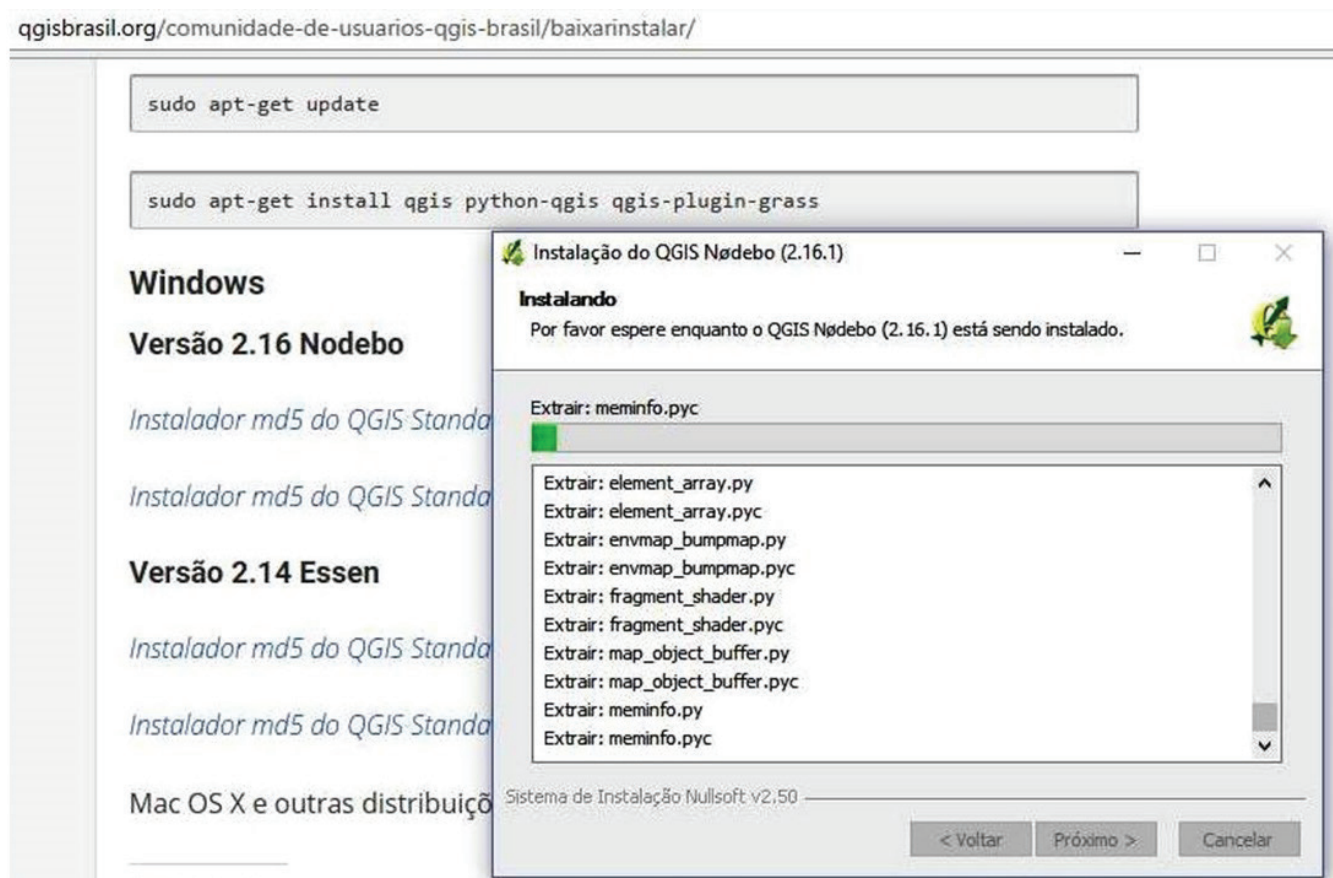 qgisbrasil.org/comunidade-de-usuarios-qgis-brasil/baixarinstalar/
sudo apt-get update
sudo apt-get install qgis python-qgis qgis-plugin-grass
Windows
Versão 2.16 Nodebo
Instalador md5 do QGIS Standa
Instalador md5 do QGIS Standa
Versão 2.14 Essen
Instalador md5 do QGIS Standa
Instalador md5 do QGIS Standa
Mac OS X e outras distribuiçõ
Instalação do QGIS Nødebo (2.16.1)
Instalando
Por favor espere enquanto o QGIS Nødebo (2.16.1) está sendo instalado.
Extrair: meminfo.pyc
Extrair: element_array.py
Extrair: element_array.pyc
Extrair: envmap_bumpmap.py
Extrair: envmap_bumpmap.pyc
Extrair: fragment_shader.py
Extrair: fragment_shader.pyc
Extrair: map_object_buffer.py
Extrair: map_object_buffer.pyc
Extrair: meminfo.py
Extrair: meminfo.pyc
Sistema de Instalação Nullsoft v2.50
< Voltar
Próximo >
Cancelar